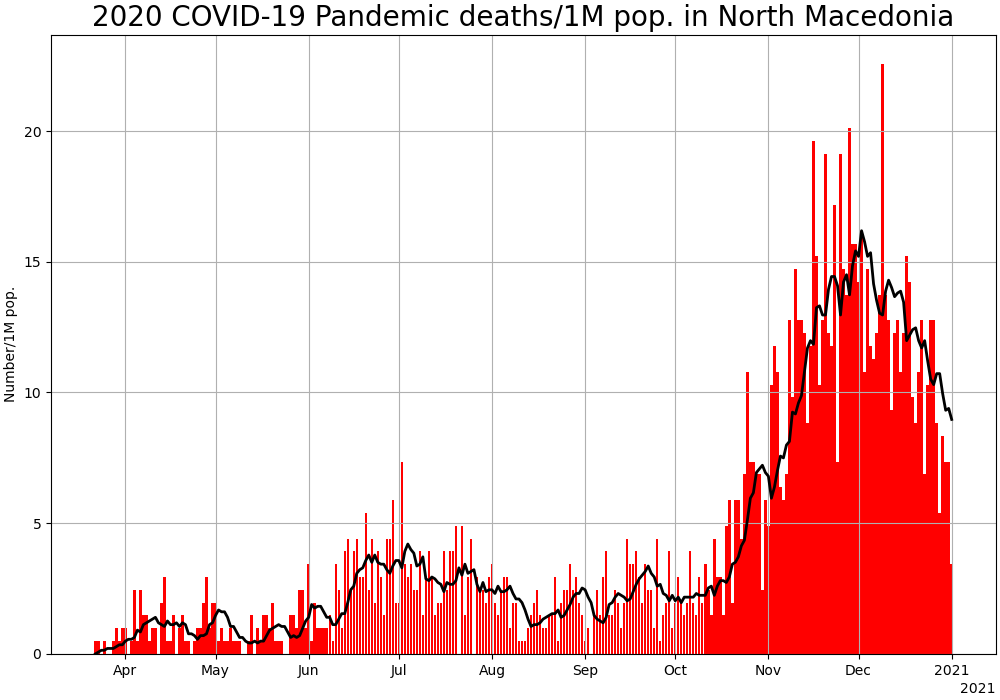 2020 COVID-19 Pandemic deaths/1M pop. in North Macedonia
Number/1M pop.
20
15
10
5
0
Apr May Jun Jul Aug Sep Oct Nov Dec 2021
2021